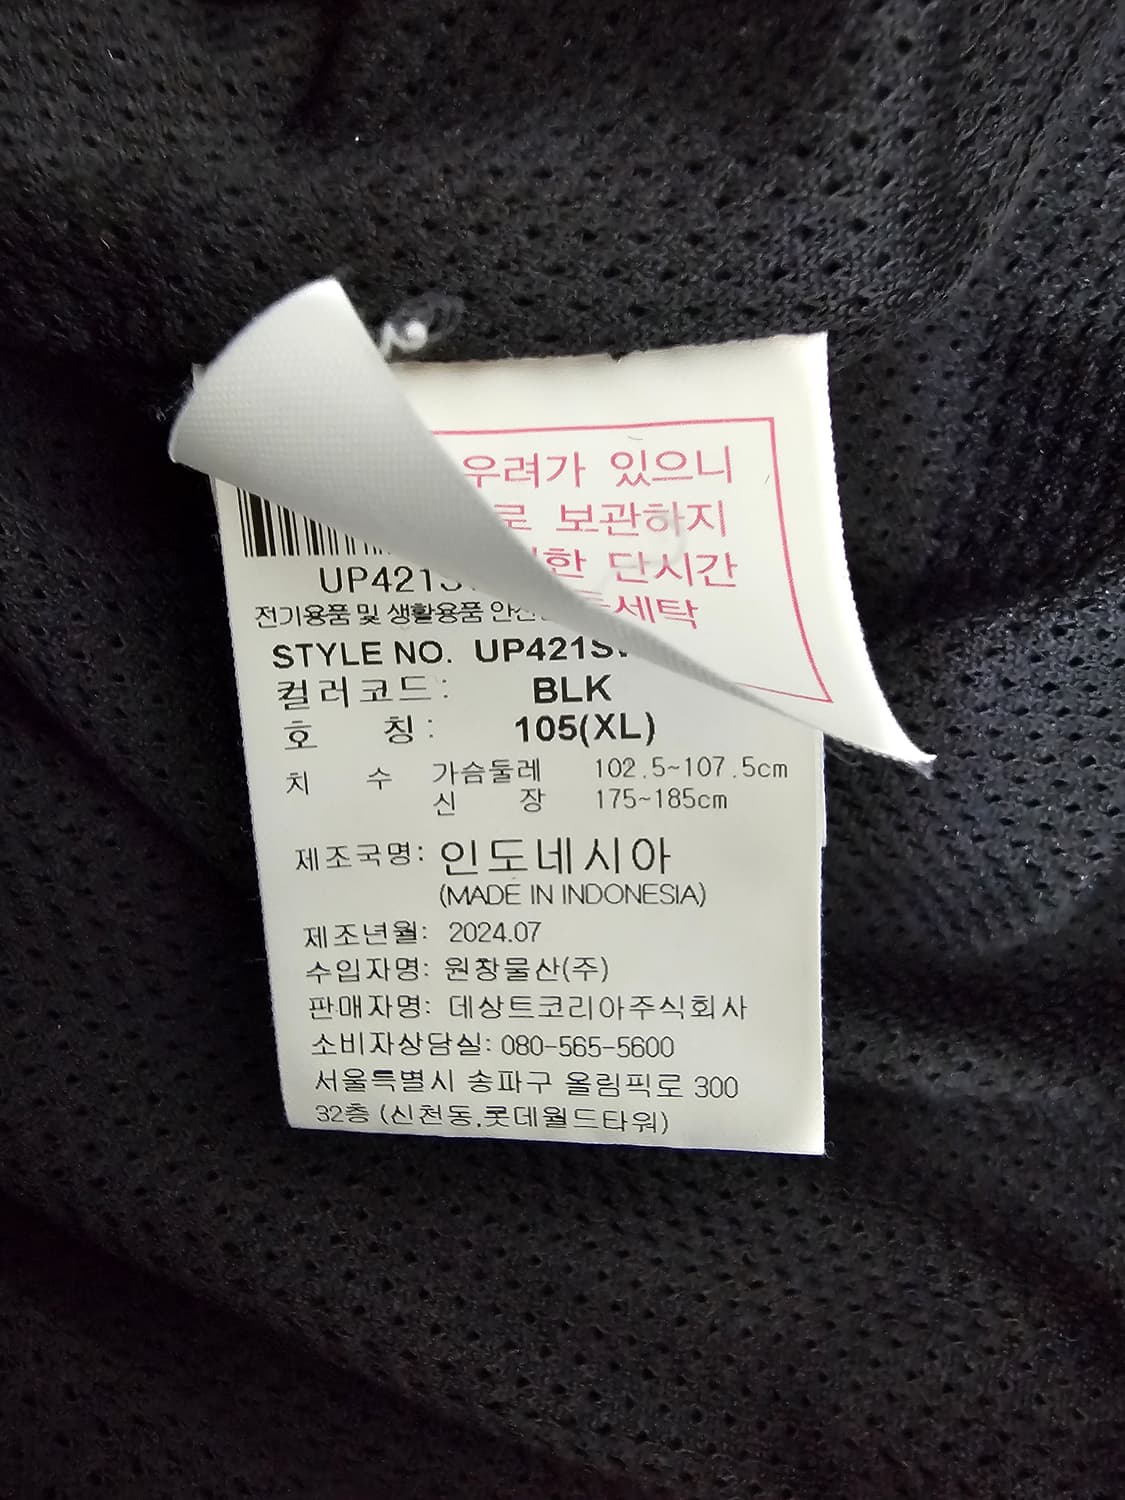 우려가 있으니
로 보관하지
한 단시간
세탁
전기용품 및 생활용품
STYLE NO.
컬러코드: BLK
호 칭: 105(XL)
치 수 가슴둘레 102.5~107.5cm
신 장 175~185cm
제조국명: 인도네시아
(MADE IN INDONESIA)
제조년월: 2024.07
수입자명: 원창물산(주)
판매자명: 데상트코리아주식회사
소비자상담실: 080-565-5600
서울특별시 송파구 올림픽로 300
32층 (신천동,롯데월드타워)